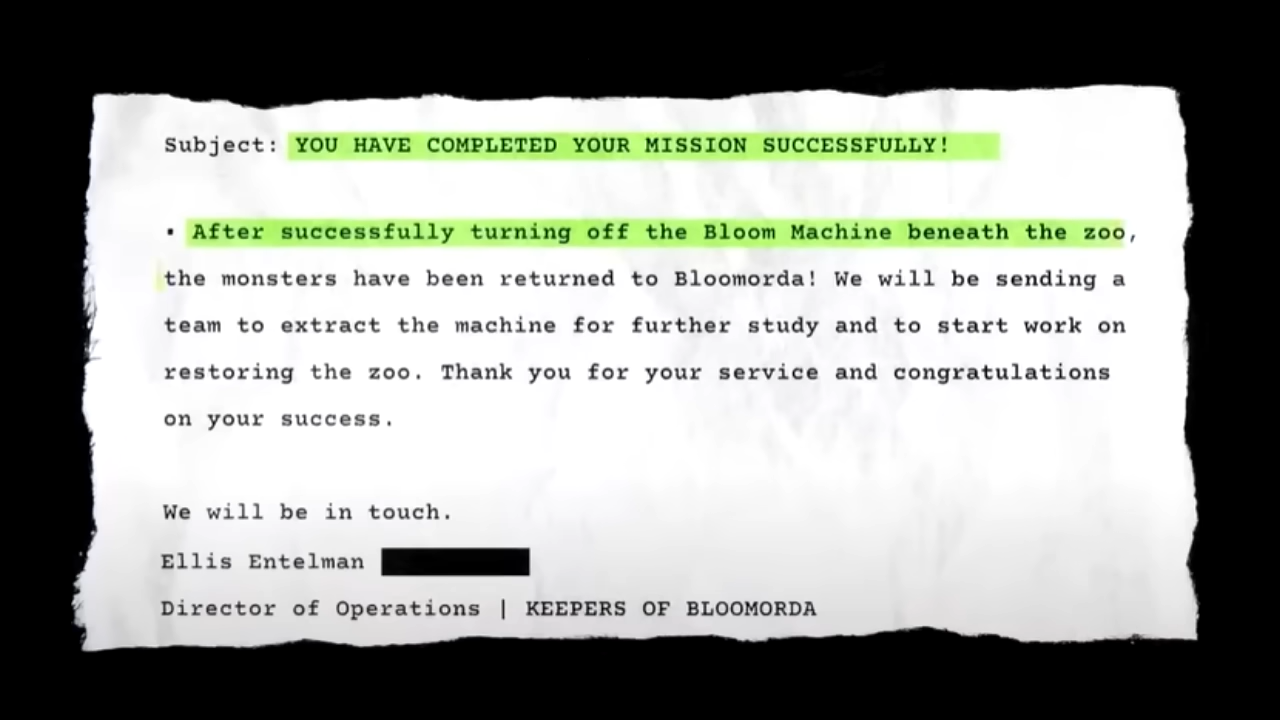 Subject: YOU HAVE COMPLETED YOUR MISSION SUCCESSFULLY!
• After successfully turning off the Bloom Machine beneath the zoo,
the monsters have been returned to Bloomorda! We will be sending a
team to extract the machine for further study and to start work on
restoring the zoo. Thank you for your service and congratulations
on your success.
We will be in touch.
Ellis Entelman
Director of Operations | KEEPERS OF BLOOMORDA